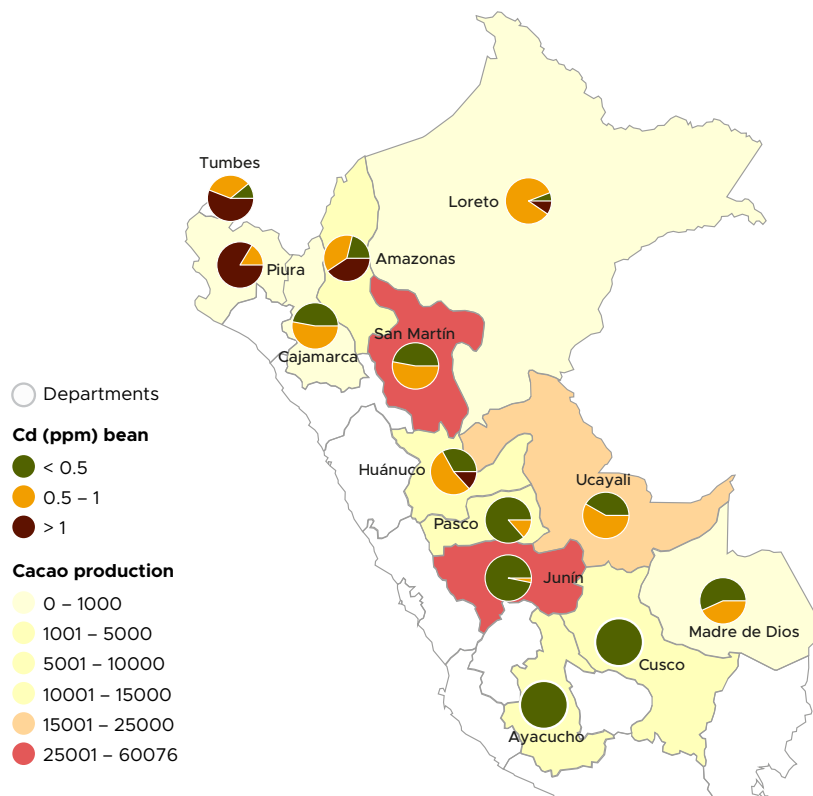 Tumbes
Loreto
Piura
Amazonas
San Martín
Cajamarca
Departments
Cd (ppm) bean
< 0.5
0.5 – 1
> 1
Huánuco
Ucayali
Pasco
Junín
Cacao production
0 – 1000
1001 – 5000
5001 – 10000
10001 – 15000
15001 – 25000
25001 – 60076
Madre de Dios
Cusco
Ayacucho